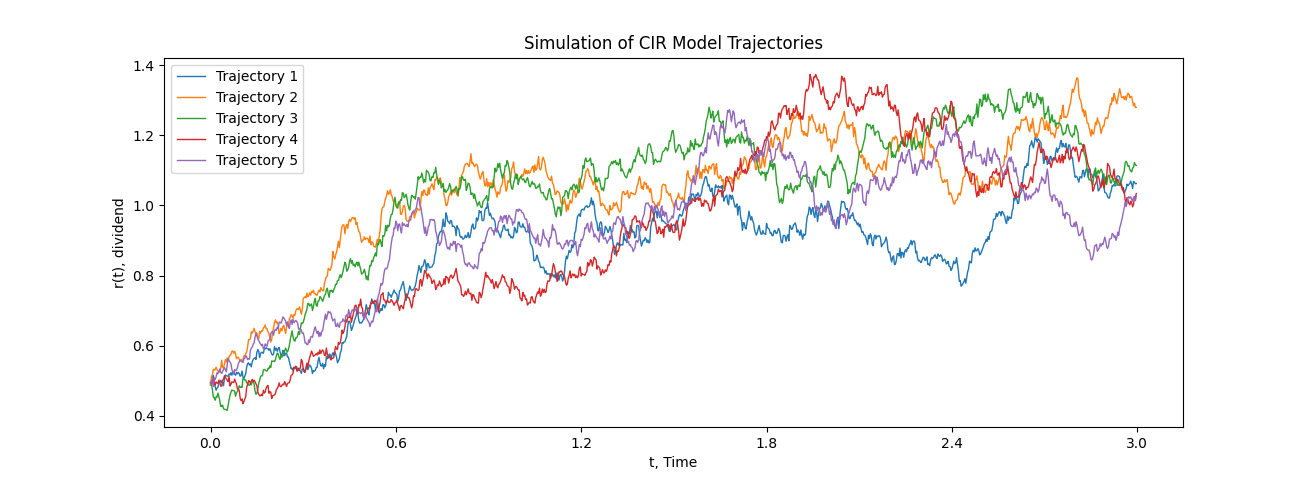 Simulation of CIR Model Trajectories
1.4
1.2
1.0
0.8
0.6
0.4
r(t), dividend
Trajectory 1
Trajectory 2
Trajectory 3
Trajectory 4
Trajectory 5
0.0 0.6 1.2 1.8 2.4 3.0
t, Time